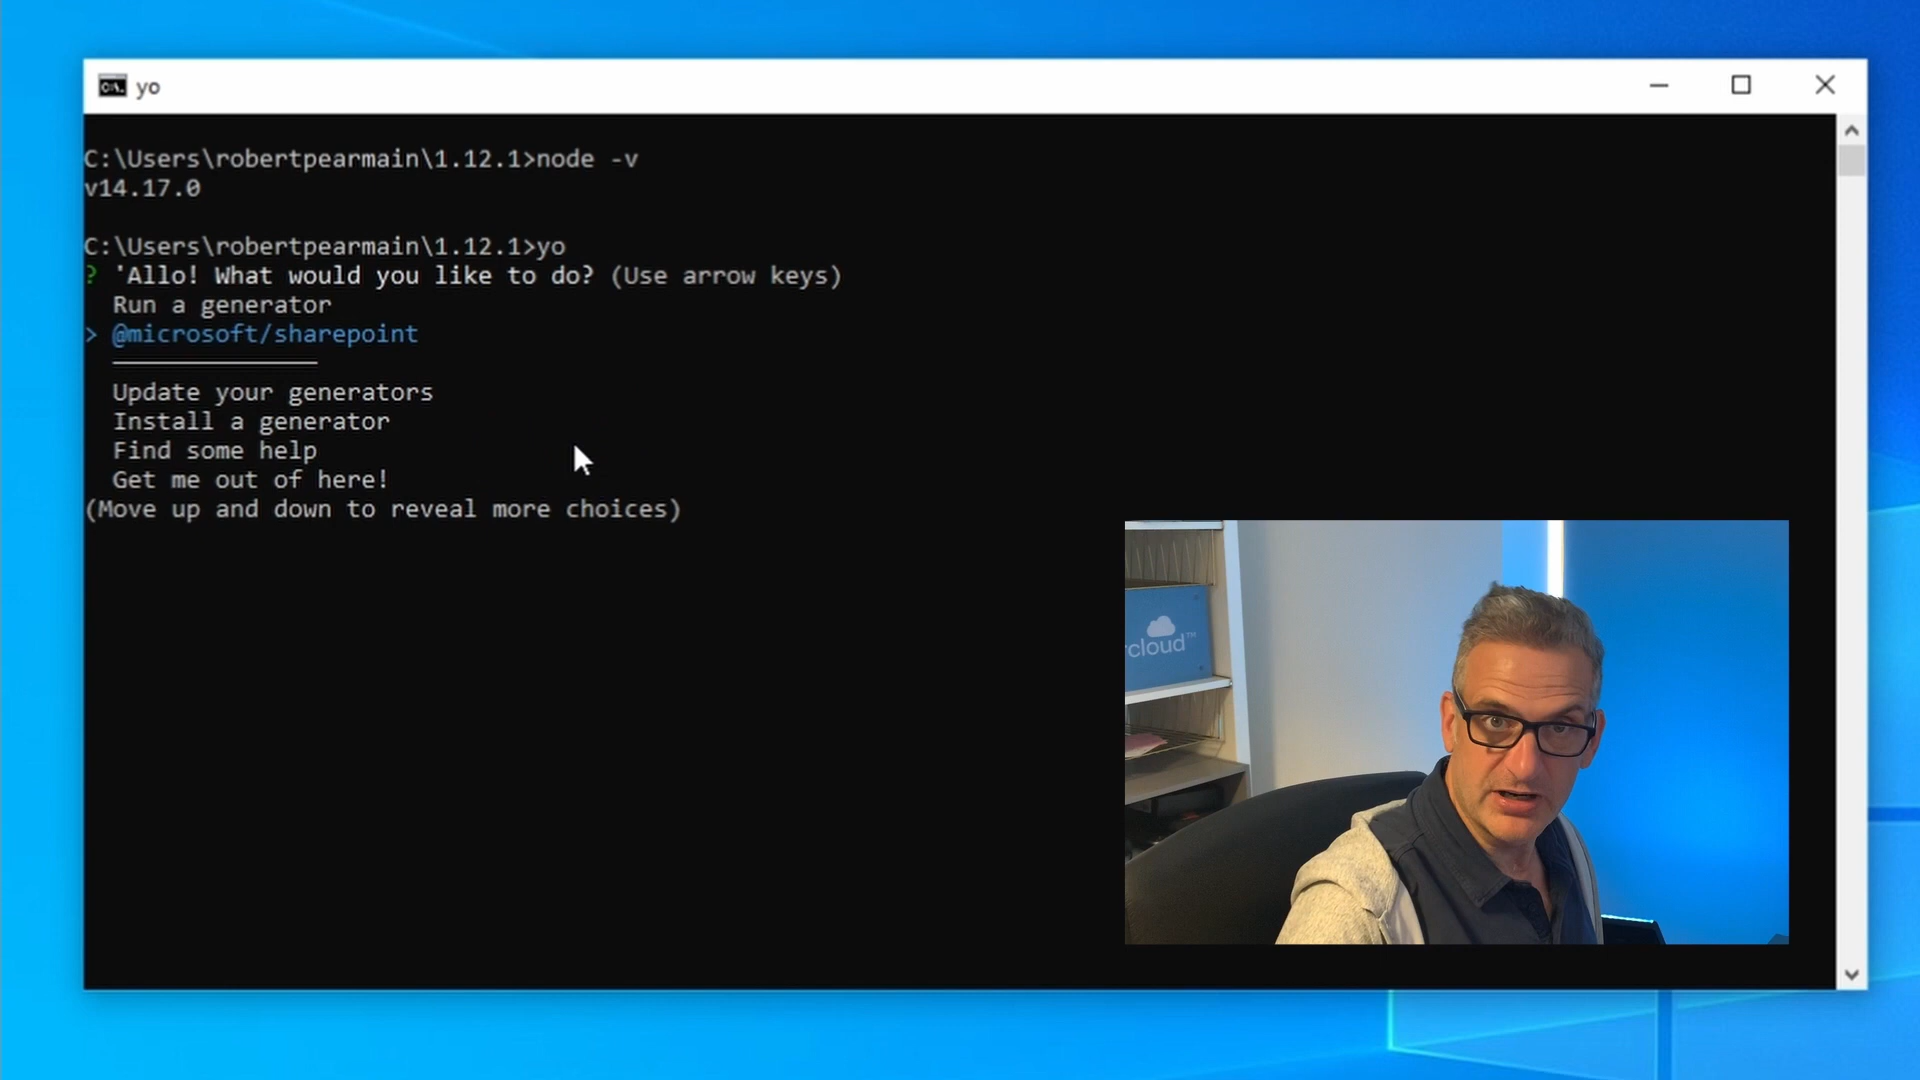 yo
C:\Users\robertpearmain\1.12.1>node -v
v14.17.0
C:\Users\robertpearmain\1.12.1>yo
? 'Allo! What would you like to do? (Use arrow keys)
Run a generator
> @microsoft/sharepoint
Update your generators
Install a generator
Find some help
Get me out of here!
(Move up and down to reveal more choices)
cloud™